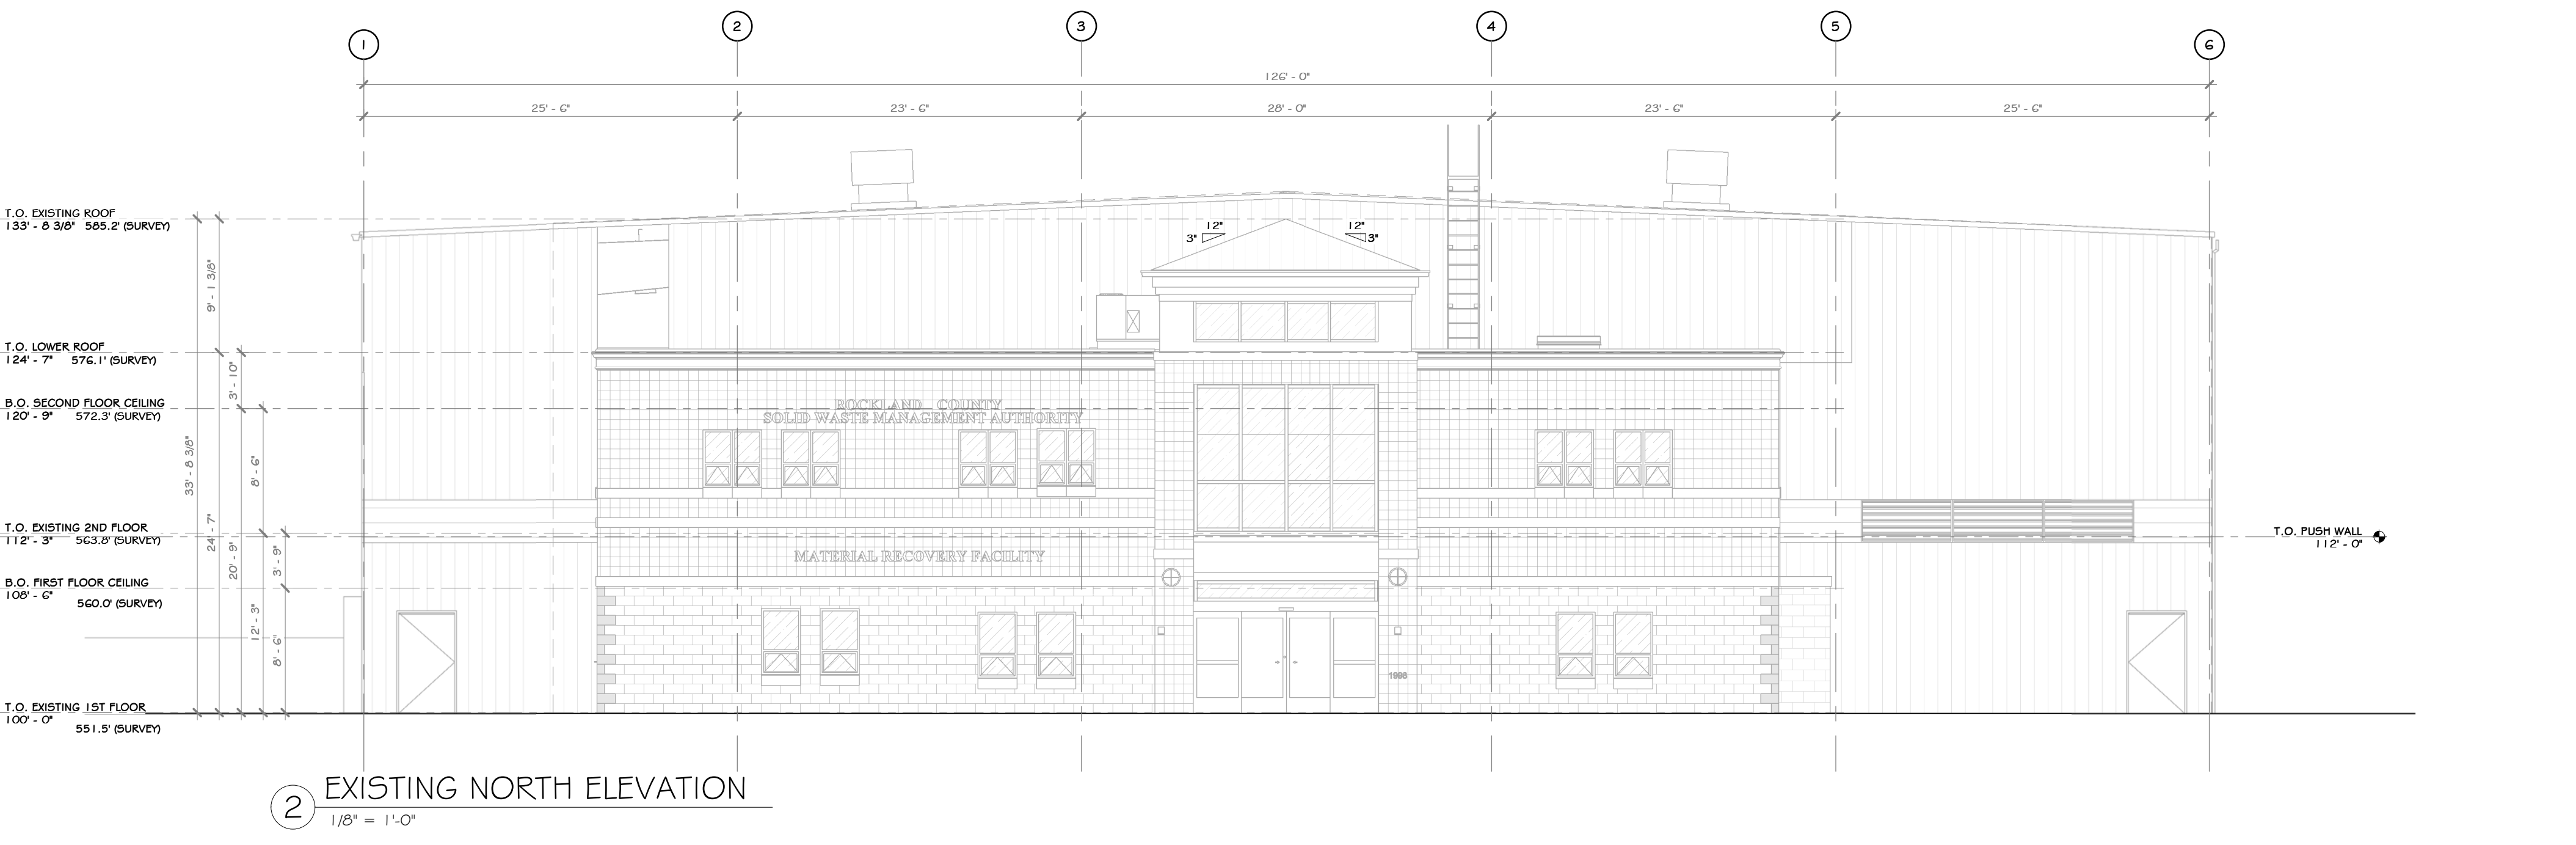 1
2
3
4
5
6
126' - 0"
25' - 6"
23' - 6"
28' - 0"
23' - 6"
25' - 6"
T.O. EXISTING ROOF
133' - 8 3/8" 585.2' (SURVEY)
12"
3"
12"
3"
9' - 1 3/8"
T.O. LOWER ROOF
124' - 7" 576.1' (SURVEY)
3' - 10"
B.O. SECOND FLOOR CEILING
120' - 9" 572.3' (SURVEY)
ROCKLAND COUNTY
SOLID WASTE MANAGEMENT AUTHORITY
33' - 8 3/8"
8' - 6"
T.O. EXISTING 2ND FLOOR
112' - 3" 563.8' (SURVEY)
24' - 7"
20' - 9"
3' - 9"
T.O. PUSH WALL
112' - 0"
MATERIAL RECOVERY FACILITY
B.O. FIRST FLOOR CEILING
108' - 6"
560.0' (SURVEY)
12' - 3"
8' - 6"
1998
T.O. EXISTING 1ST FLOOR
100' - 0"
551.5' (SURVEY)
2
EXISTING NORTH ELEVATION
1/8" = 1'-0"